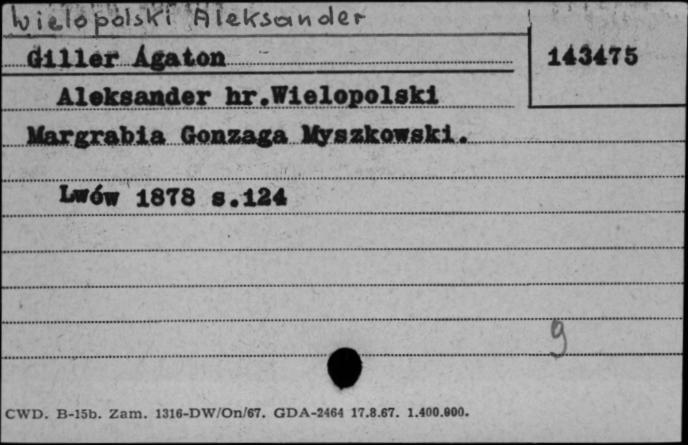 Wielopolski Aleksander
Giller Agaton
143475
Aleksander hr.Wielopolski
Margrabia Gonzaga Myszkowski.
Lwów 1878 s.124
9
CWD. B-15b. Zam. 1316-DW/On/67. GDA-2464 17.8.67. 1.400.000.